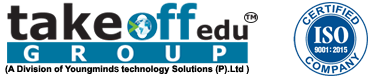 takeoffedu TM
GROUP
(A Division of Youngminds technology Solutions (P).Ltd )
CERTIFIED
ISO
9001:2015
COMPANY